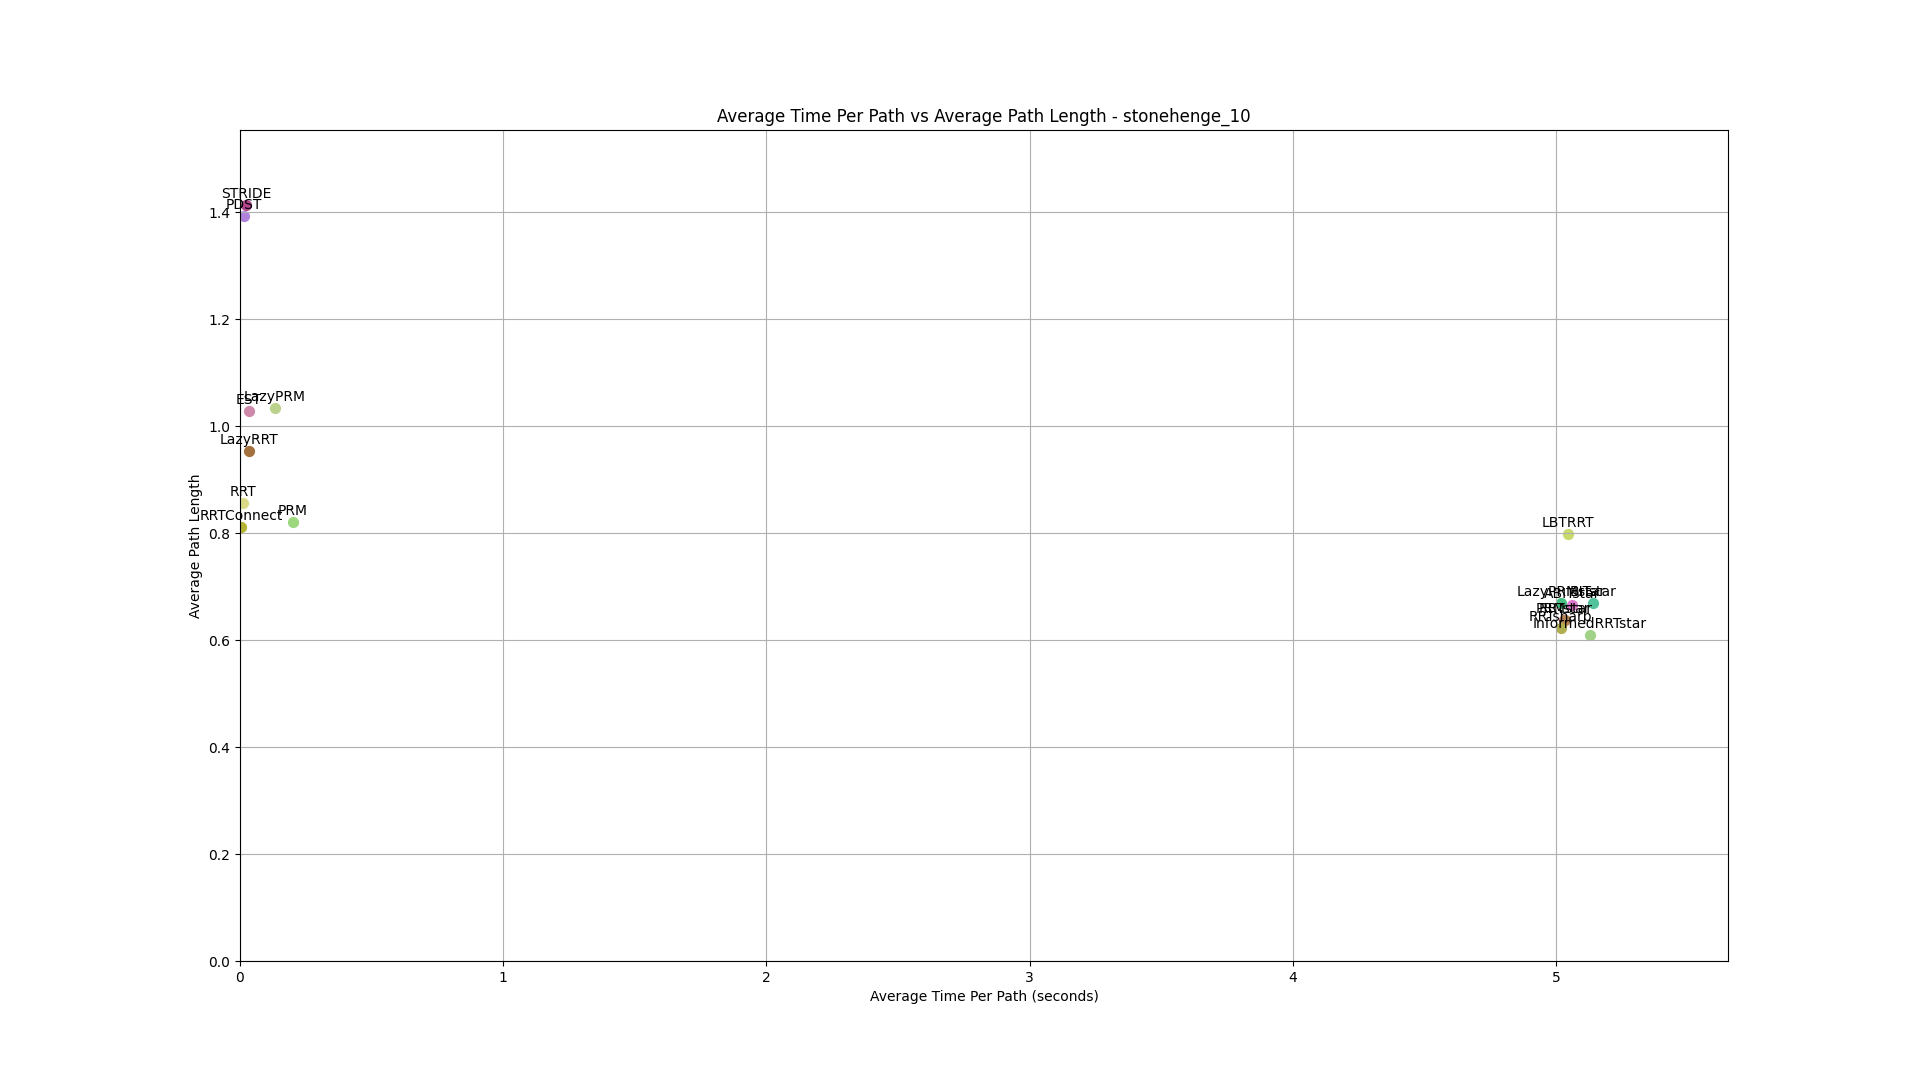 Average Time Per Path vs Average Path Length - stonehenge_10
STRIDE
PDST
1.4
1.2
LazyPRM
EST
1.0
LazyRRT
RRT
PRM
RRTConnect
LBTRRT
0.8
Average Path Length
RRTsharp
InformedRRTstar
0.6
0.4
0.2
0.0
0
1
2
3
4
5
Average Time Per Path (seconds)